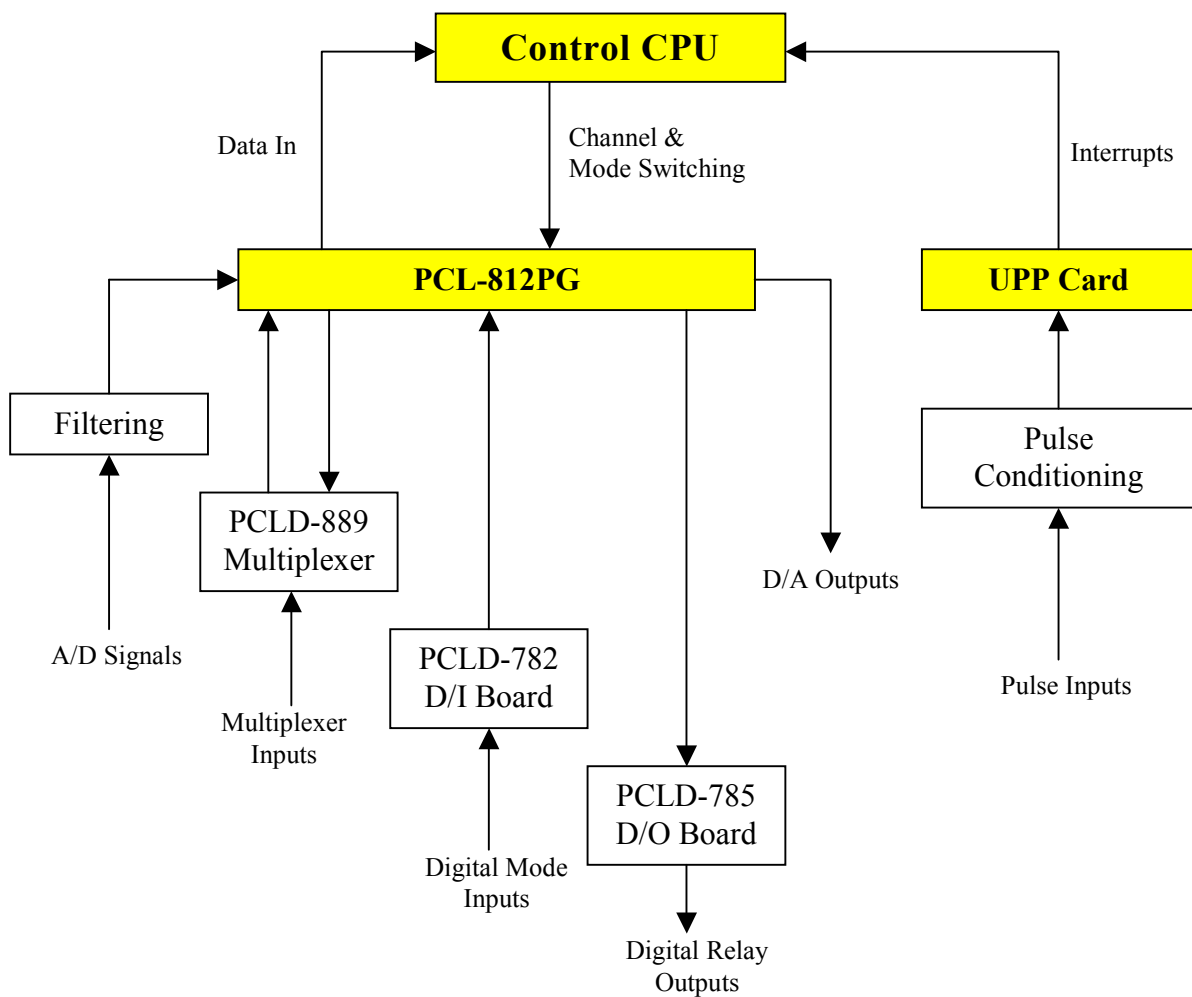 Control CPU
Data In
Channel &
Mode Switching
Interrupts
PCL-812PG
UPP Card
Filtering
Pulse
Conditioning
PCLD-889
Multiplexer
D/A Outputs
A/D Signals
PCLD-782
D/I Board
Pulse Inputs
Multiplexer
Inputs
PCLD-785
D/O Board
Digital Mode
Inputs
Digital Relay
Outputs